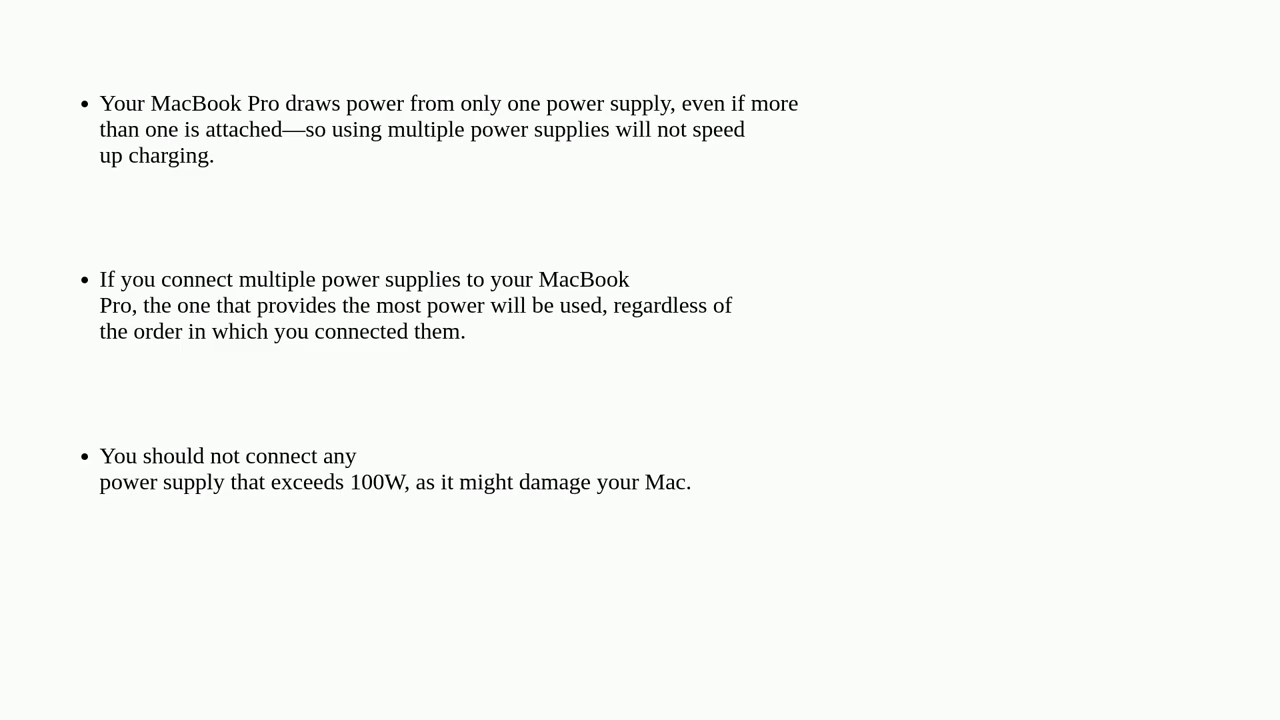 • Your MacBook Pro draws power from only one power supply, even if more
than one is attached—so using multiple power supplies will not speed
up charging.
• If you connect multiple power supplies to your MacBook
Pro, the one that provides the most power will be used, regardless of
the order in which you connected them.
• You should not connect any
power supply that exceeds 100W, as it might damage your Mac.